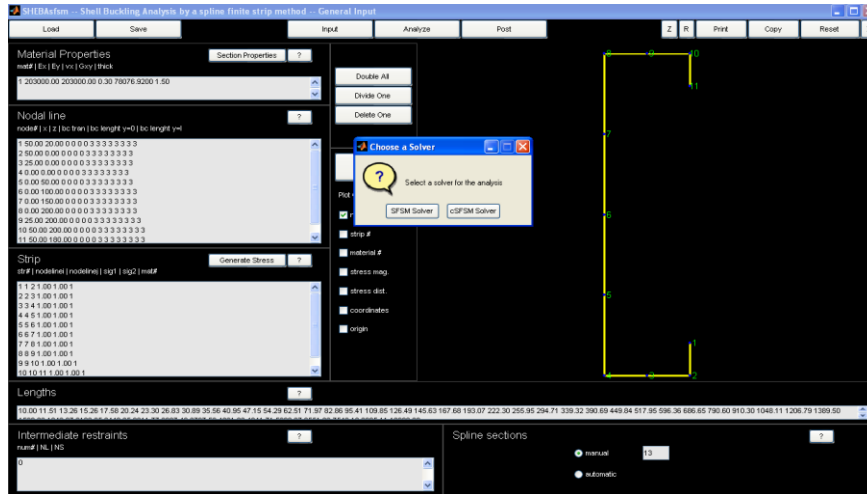 SHEBAsfsm -- Shell Buckling Analysis by a spline finite strip method -- General Input
Load Save Input Analyze Post Z R Print Copy Reset
Material Properties Section Properties ?
mat# | Ex | Ey | vx | Gxy | thick
1 203000.00 203000.00 0.30 78076.9200 1.50
Double All
Divide One
Delete One
Nodal line ?
node# | x | z | bc tran | bc lenght y=0 | bc lenght y=l
1 50.00 20.00 0 0 0 0 3 3 3 3 3 3 3 3
2 50.00 0.00 0 0 0 0 3 3 3 3 3 3 3 3
3 25.00 0.00 0 0 0 0 3 3 3 3 3 3 3 3
4 0.00 0.00 0 0 0 0 3 3 3 3 3 3 3 3
5 0.00 50.00 0 0 0 0 3 3 3 3 3 3 3 3
6 0.00 100.00 0 0 0 0 3 3 3 3 3 3 3 3
7 0.00 150.00 0 0 0 0 3 3 3 3 3 3 3 3
8 0.00 200.00 0 0 0 0 3 3 3 3 3 3 3 3
9 25.00 200.00 0 0 0 0 3 3 3 3 3 3 3 3
10 50.00 200.00 0 0 0 0 3 3 3 3 3 3 3 3
11 50.00 180.00 0 0 0 0 3 3 3 3 3 3 3 3
Choose a Solver
?
Select a solver for the analysis
SFSM Solver cSFSM Solver
Plot
strip #
material #
stress mag.
stress dist.
coordinates
origin
Strip Generate Stress ?
str# | nodelinei | nodelinej | sig1 | sig2 | mat#
1 1 2 1.00 1.00 1
2 2 3 1.00 1.00 1
3 3 4 1.00 1.00 1
4 4 5 1.00 1.00 1
5 5 6 1.00 1.00 1
6 6 7 1.00 1.00 1
7 7 8 1.00 1.00 1
8 8 9 1.00 1.00 1
9 9 10 1.00 1.00 1
10 10 11 1.00 1.00 1
8 9 10
11
7
6
5
1
4 3 2
Lengths ?
10.00 11.51 13.26 15.26 17.58 20.24 23.30 26.83 30.89 35.56 40.95 47.15 54.29 62.51 71.97 82.86 95.41 109.85 126.49 145.63 167.68 193.07 222.30 255.95 294.71 339.32 390.69 449.84 517.95 596.36 686.65 790.60 910.30 1048.11 1206.79 1389.50
Intermediate restraints ?
num# | NL | NS
0
Spline sections ?
manual 13
automatic